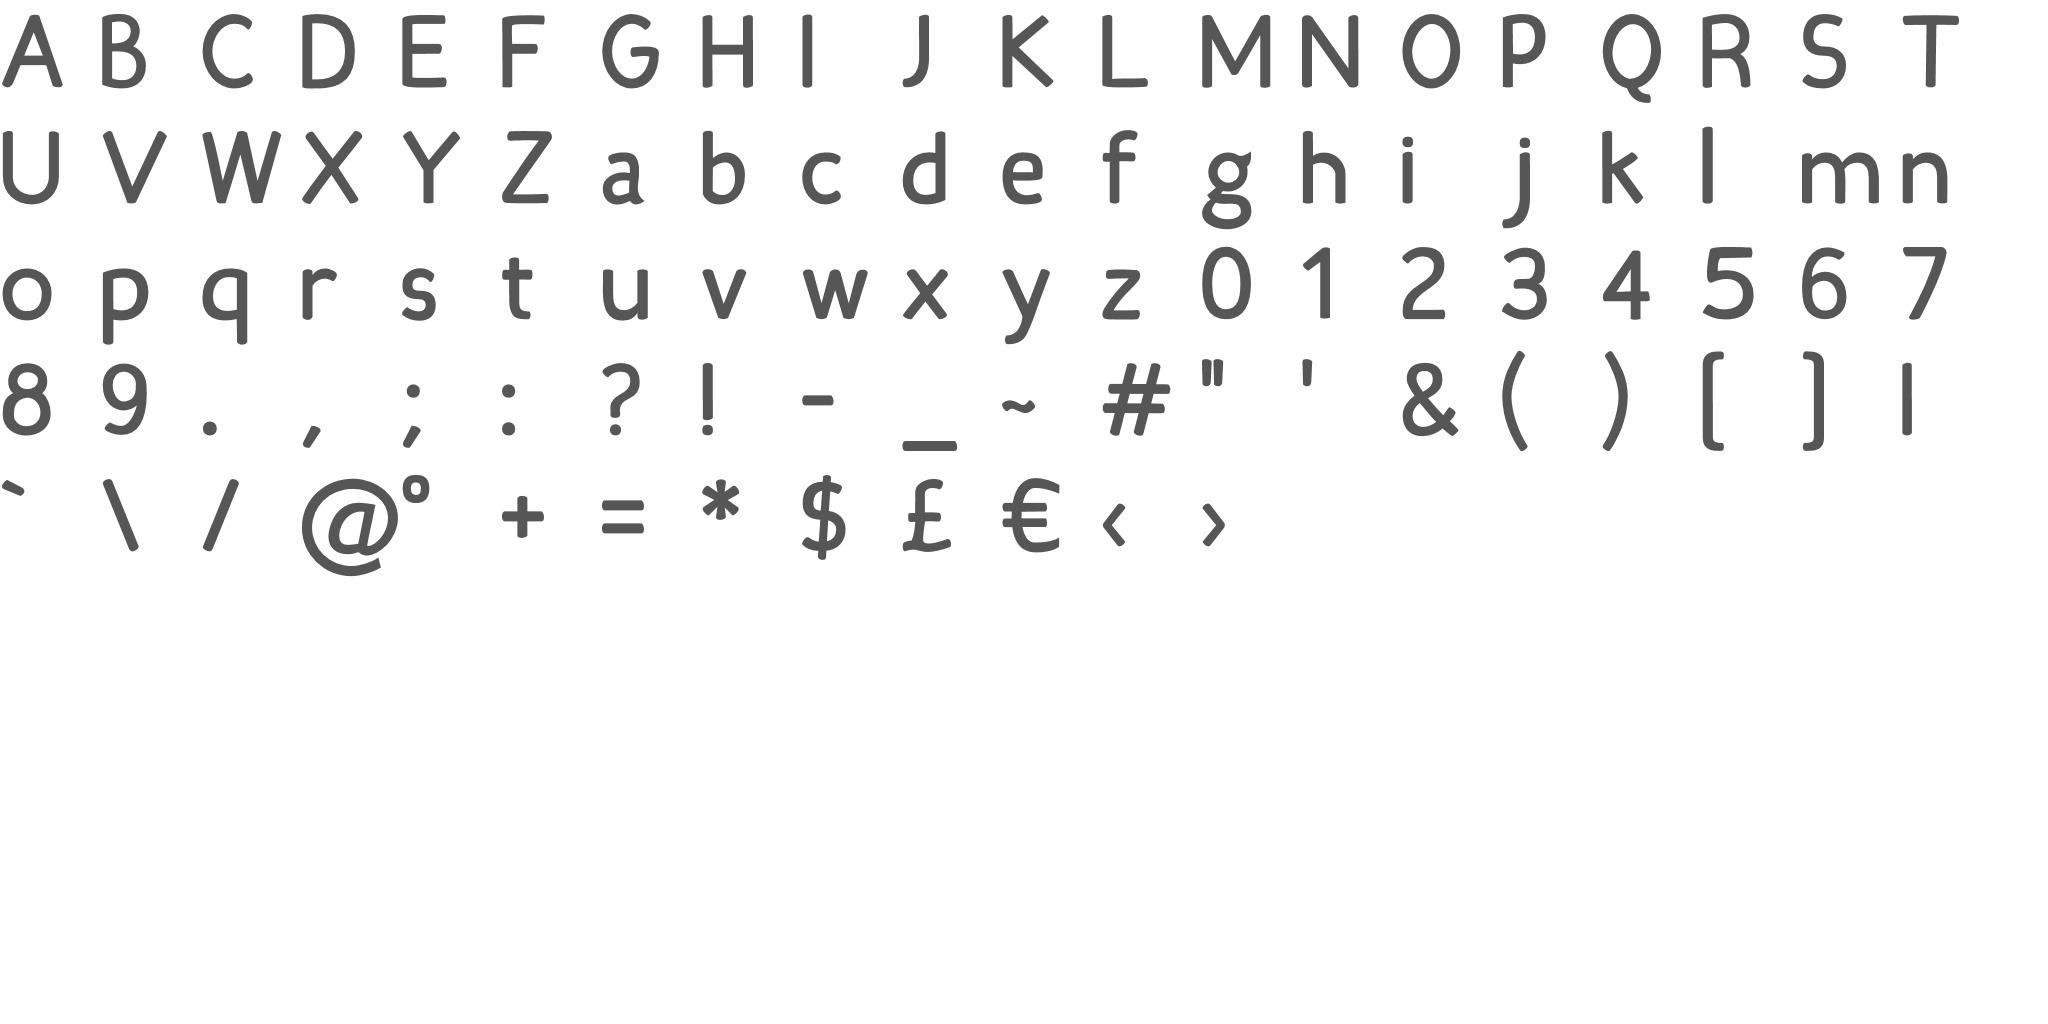 A B C D E F G H I J K L M N O P Q R S T
U V W X Y Z a b c d e f g h i j k l m n
o p q r s t u v w x y z 0 1 2 3 4 5 6 7
8 9 . , ; : ? ! - _ ~ # " ' & ( ) [ ] |
` \ / @ º + = * $ £ € ‹ ›